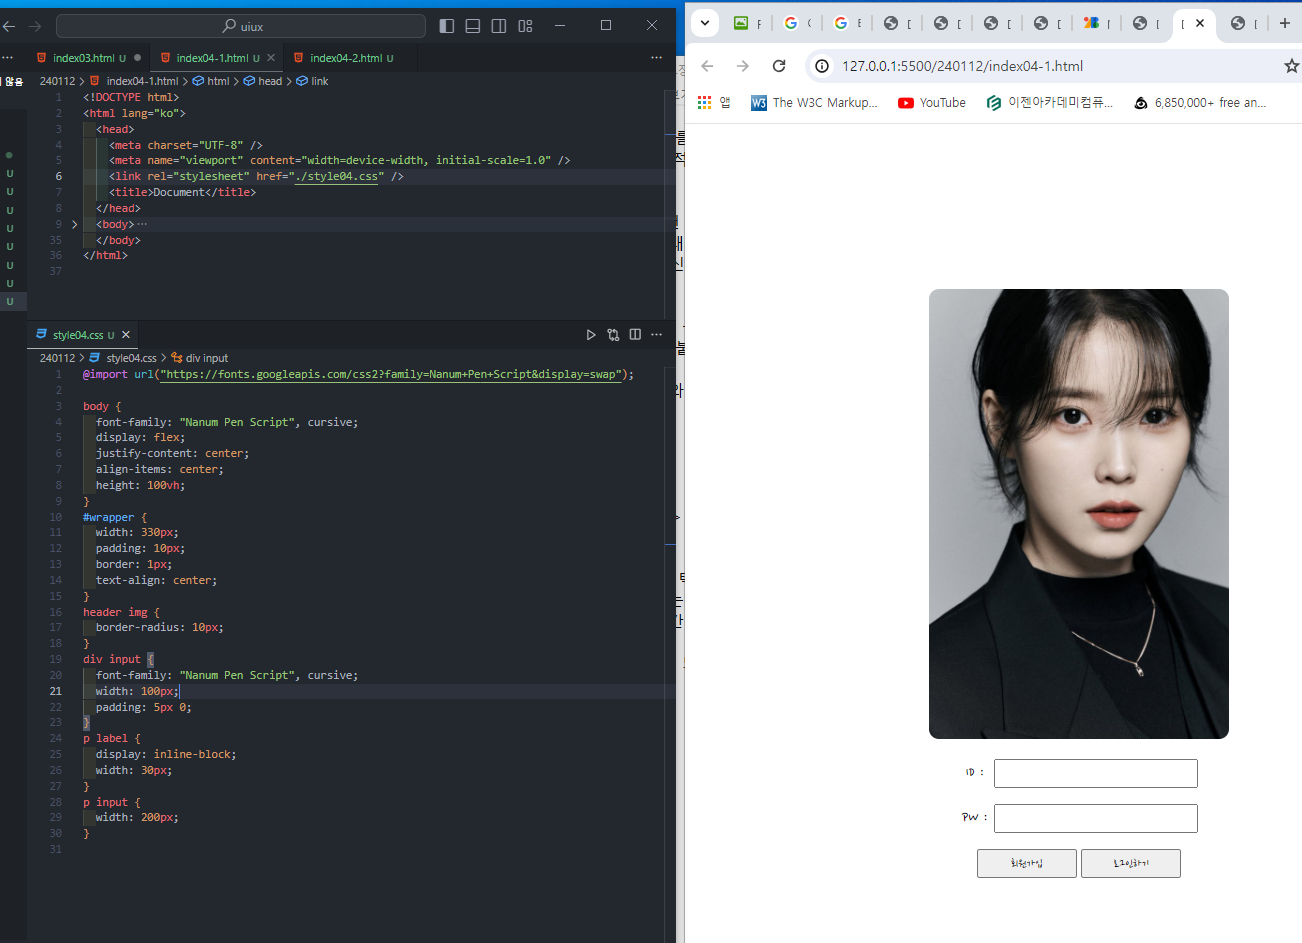 uiux
index03.html U
index04-1.html U
index04-2.html U
240112 > index04-1.html > html > head > link
1 <!DOCTYPE html>
2 <html lang="ko">
3 <head>
4 <meta charset="UTF-8" />
5 <meta name="viewport" content="width=device-width, initial-scale=1.0" />
6 <link rel="stylesheet" href="./style04.css" />
7 <title>Document</title>
8 </head>
9 <body>…
35 </body>
36 </html>
37
U
U
U
U
U
U
U
U
style04.css U
240112 > style04.css > div input
1 @import url("https://fonts.googleapis.com/css2?family=Nanum+Pen+Script&display=swap");
2
3 body {
4 font-family: "Nanum Pen Script", cursive;
5 display: flex;
6 justify-content: center;
7 align-items: center;
8 height: 100vh;
9 }
10 #wrapper {
11 width: 330px;
12 padding: 10px;
13 border: 1px;
14 text-align: center;
15 }
16 header img {
17 border-radius: 10px;
18 }
19 div input {
20 font-family: "Nanum Pen Script", cursive;
21 width: 100px;
22 padding: 5px 0;
23 }
24 p label {
25 display: inline-block;
26 width: 30px;
27 }
28 p input {
29 width: 200px;
30 }
31
127.0.0.1:5500/240112/index04-1.html
앱
The W3C Markup...
YouTube
이젠아카데미컴퓨...
6,850,000+ free an...
ID :
PW :
회원가입
로그인하기